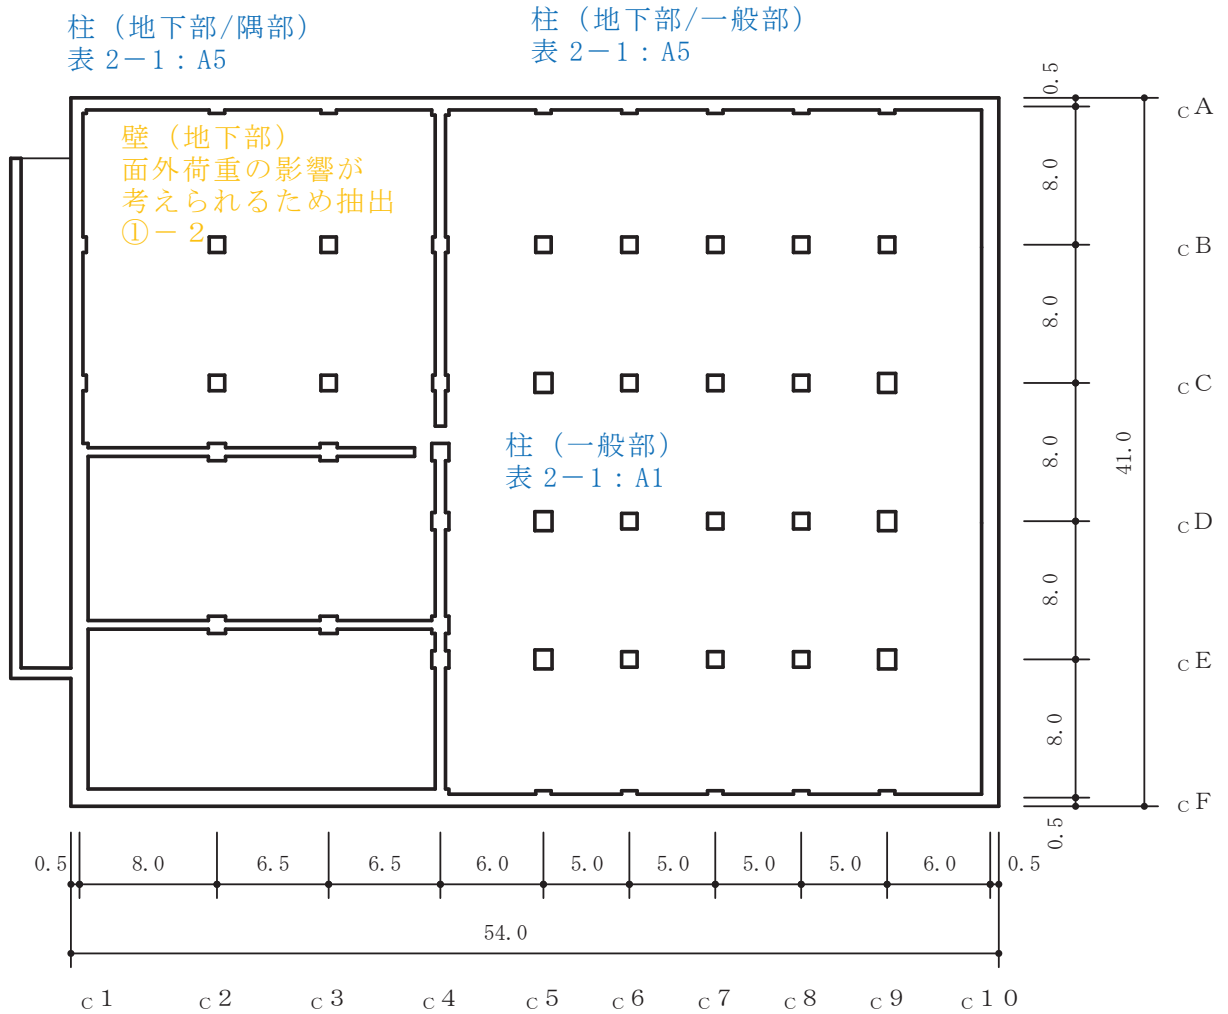 柱（地下部/隅部）
表 2－1：A5
柱（地下部/一般部）
表 2－1：A5
壁（地下部）
面外荷重の影響が
考えられるため抽出
①－２
柱（一般部）
表 2－1：A1
0.5
8.0
8.0
8.0
8.0
8.0
0.5
41.0
cA
cB
cC
cD
cE
cF
0.5
8.0
6.5
6.5
6.0
5.0
5.0
5.0
5.0
6.0
0.5
54.0
c1
c2
c3
c4
c5
c6
c7
c8
c9
c10